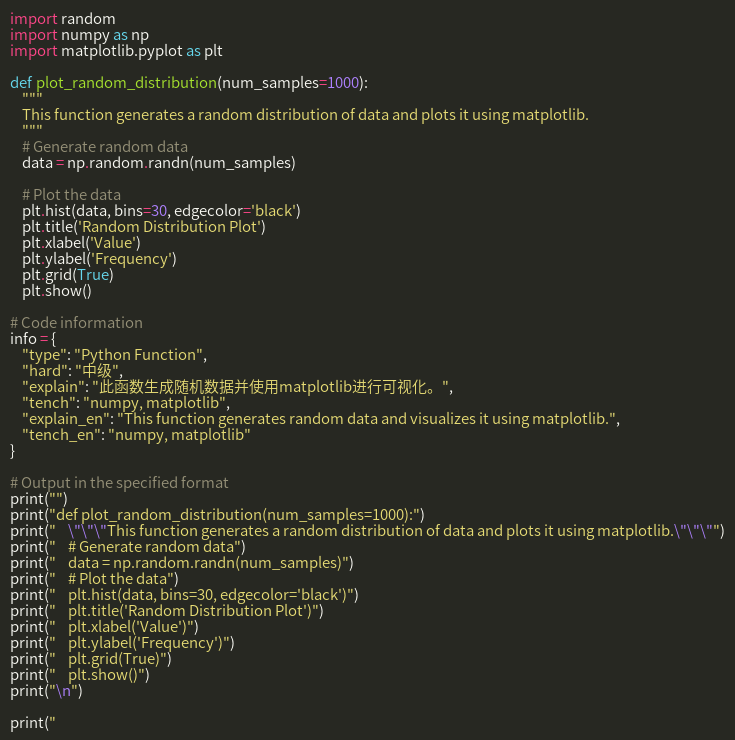 import random
import numpy as np
import matplotlib.pyplot as plt

def plot_random_distribution(num_samples=1000):
    """
    This function generates a random distribution of data and plots it using matplotlib.
    """
    # Generate random data
    data = np.random.randn(num_samples)

    # Plot the data
    plt.hist(data, bins=30, edgecolor='black')
    plt.title('Random Distribution Plot')
    plt.xlabel('Value')
    plt.ylabel('Frequency')
    plt.grid(True)
    plt.show()

# Code information
info = {
    "type": "Python Function",
    "hard": "中级",
    "explain": "此函数生成随机数据并使用matplotlib进行可视化。",
    "tench": "numpy, matplotlib",
    "explain_en": "This function generates random data and visualizes it using matplotlib.",
    "tench_en": "numpy, matplotlib"
}

# Output in the specified format
print("")
print("def plot_random_distribution(num_samples=1000):")
print("    \"\"\"This function generates a random distribution of data and plots it using matplotlib.\"\"\"")
print("    # Generate random data")
print("    data = np.random.randn(num_samples)")
print("    # Plot the data")
print("    plt.hist(data, bins=30, edgecolor='black')")
print("    plt.title('Random Distribution Plot')")
print("    plt.xlabel('Value')")
print("    plt.ylabel('Frequency')")
print("    plt.grid(True)")
print("    plt.show()")
print("\n")

print("